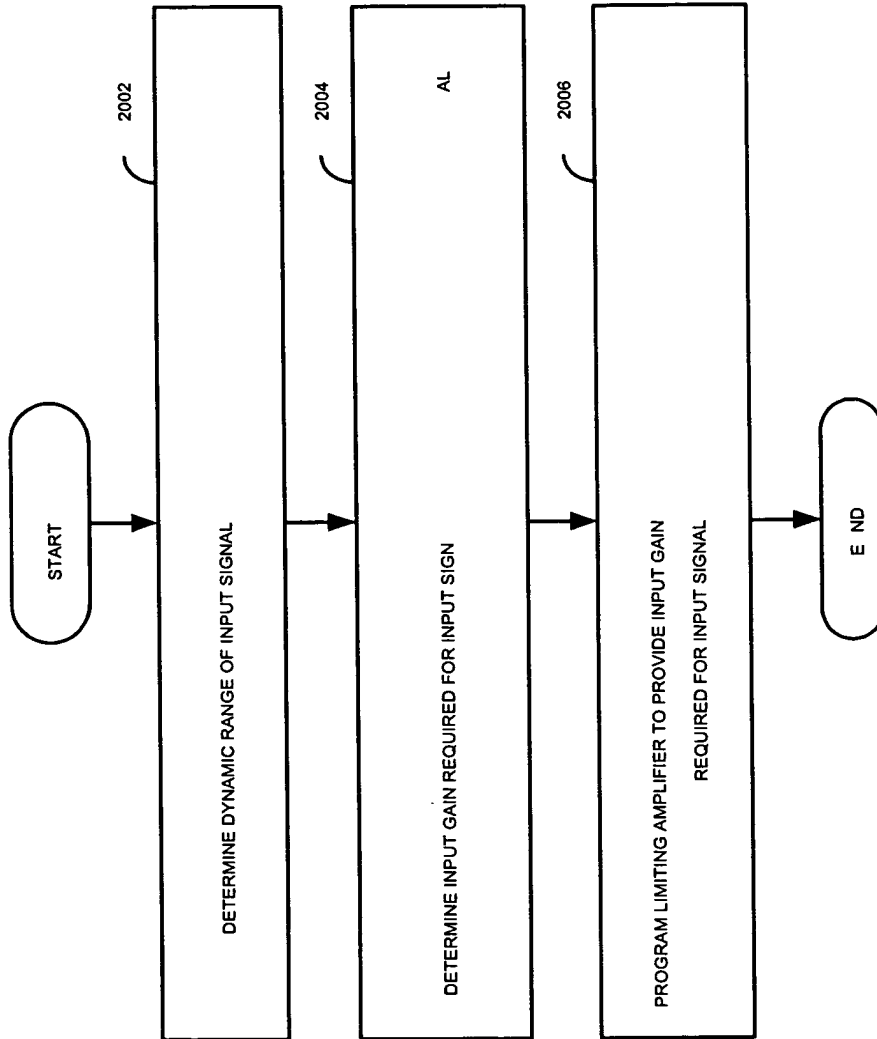 START
2002
DETERMINE DYNAMIC RANGE OF INPUT SIGNAL
2004
DETERMINE INPUT GAIN REQUIRED FOR INPUT SIGN AL
2006
PROGRAM LIMITING AMPLIFIER TO PROVIDE INPUT GAIN
REQUIRED FOR INPUT SIGNAL
E ND